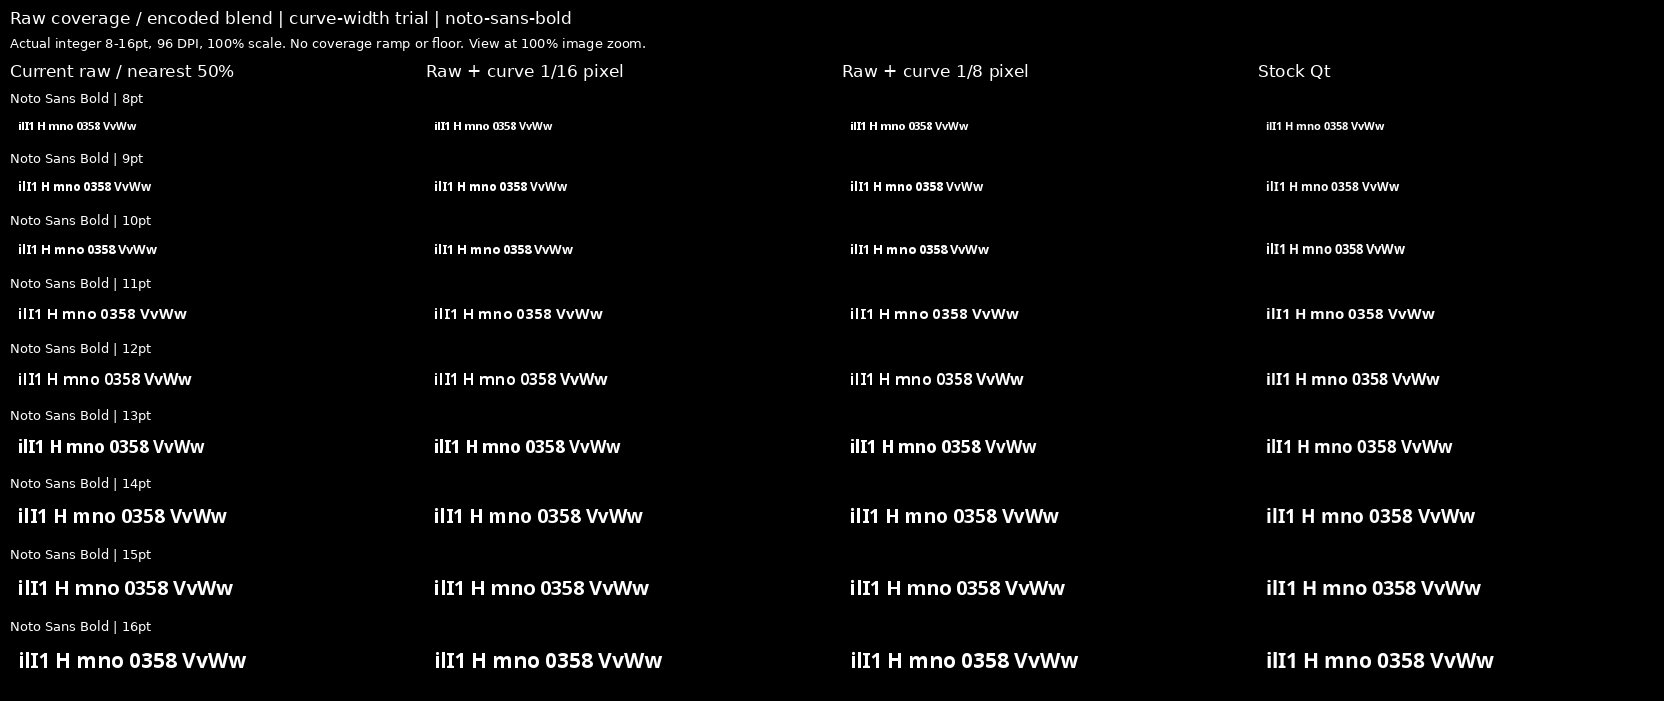 Raw coverage / encoded blend | curve-width trial | noto-sans-bold
Actual integer 8-16pt, 96 DPI, 100% scale. No coverage ramp or floor. View at 100% image zoom.
Current raw / nearest 50% Raw + curve 1/16 pixel Raw + curve 1/8 pixel Stock Qt
Noto Sans Bold | 8pt
ilI1 H mno 0358 VvWw ilI1 H mno 0358 VvWw ilI1 H mno 0358 VvWw ilI1 H mno 0358 VvWw
Noto Sans Bold | 9pt
ilI1 H mno 0358 VvWw ilI1 H mno 0358 VvWw ilI1 H mno 0358 VvWw ilI1 H mno 0358 VvWw
Noto Sans Bold | 10pt
ilI1 H mno 0358 VvWw ilI1 H mno 0358 VvWw ilI1 H mno 0358 VvWw ilI1 H mno 0358 VvWw
Noto Sans Bold | 11pt
ilI1 H mno 0358 VvWw ilI1 H mno 0358 VvWw ilI1 H mno 0358 VvWw ilI1 H mno 0358 VvWw
Noto Sans Bold | 12pt
ilI1 H mno 0358 VvWw ilI1 H mno 0358 VvWw ilI1 H mno 0358 VvWw ilI1 H mno 0358 VvWw
Noto Sans Bold | 13pt
ilI1 H mno 0358 VvWw ilI1 H mno 0358 VvWw ilI1 H mno 0358 VvWw ilI1 H mno 0358 VvWw
Noto Sans Bold | 14pt
ilI1 H mno 0358 VvWw ilI1 H mno 0358 VvWw ilI1 H mno 0358 VvWw ilI1 H mno 0358 VvWw
Noto Sans Bold | 15pt
ilI1 H mno 0358 VvWw ilI1 H mno 0358 VvWw ilI1 H mno 0358 VvWw ilI1 H mno 0358 VvWw
Noto Sans Bold | 16pt
ilI1 H mno 0358 VvWw ilI1 H mno 0358 VvWw ilI1 H mno 0358 VvWw ilI1 H mno 0358 VvWw